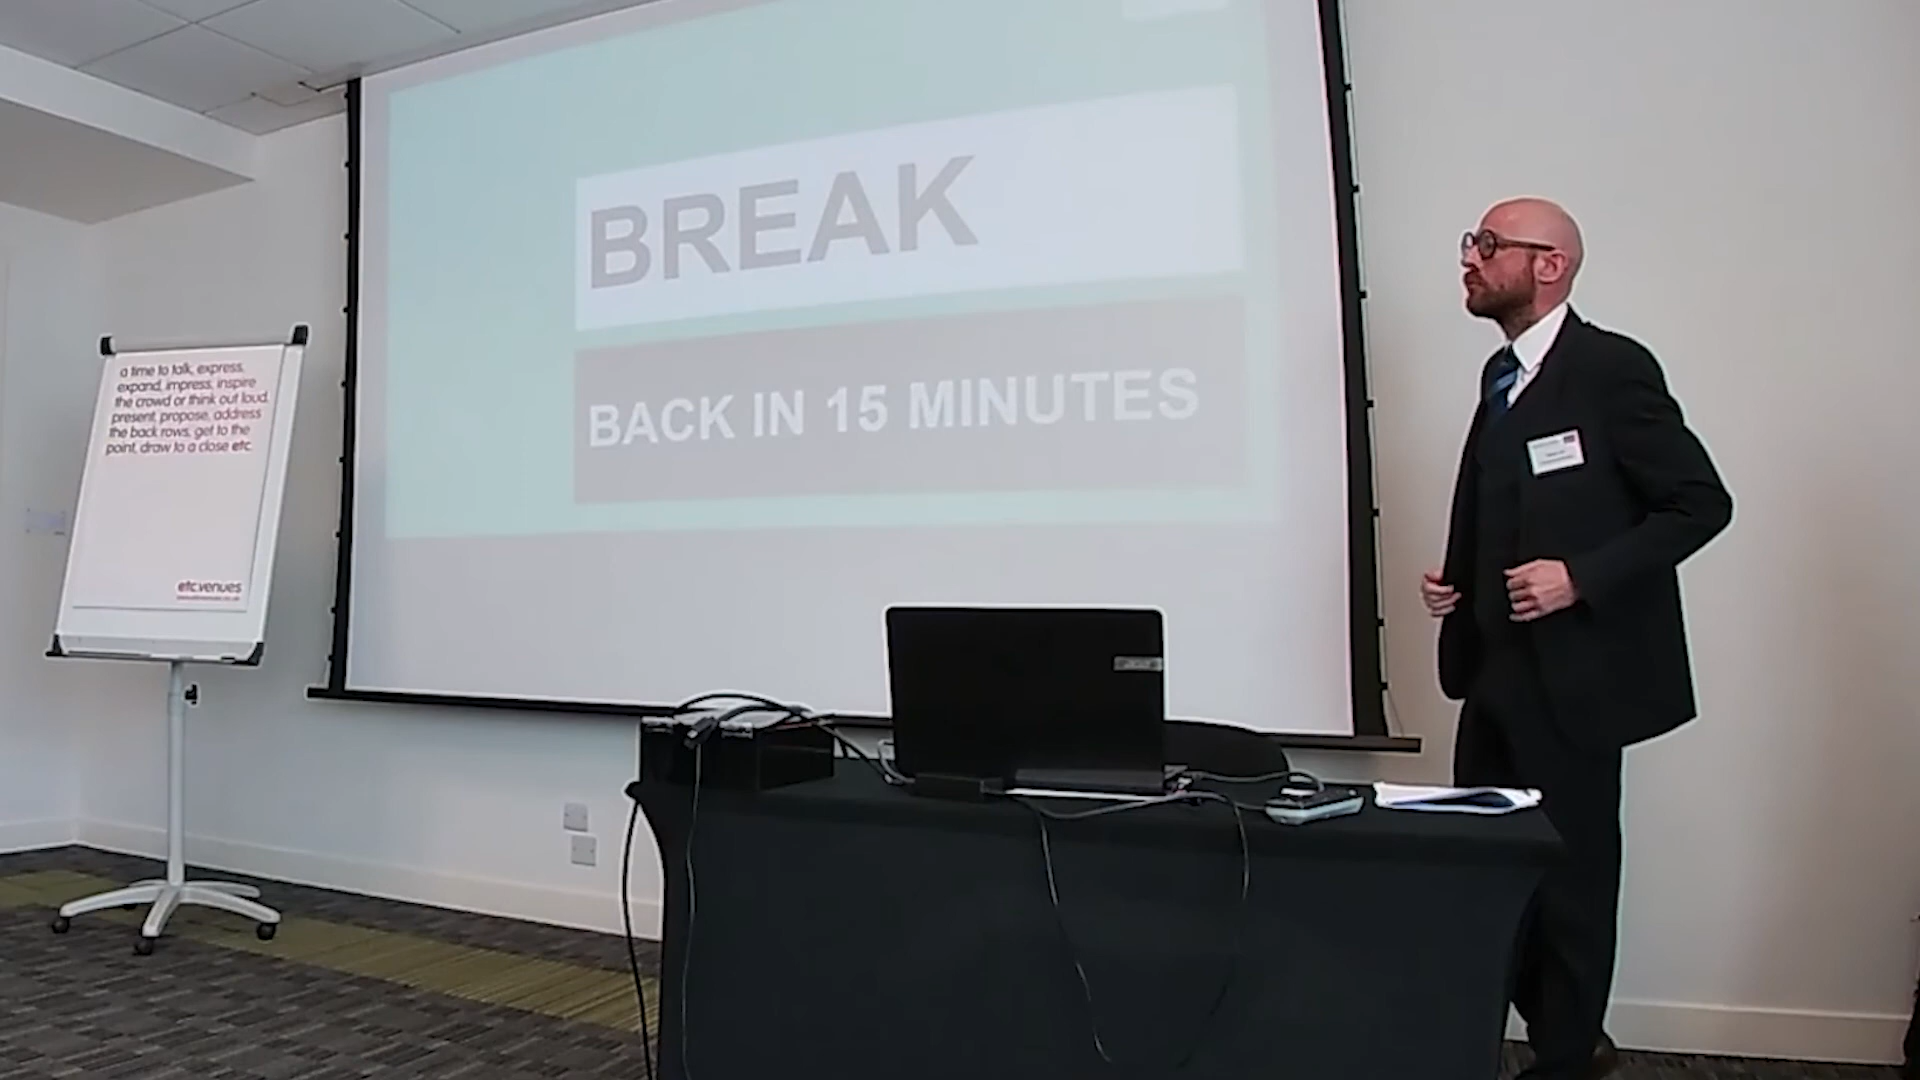 a time to talk, express,
expand, impress, inspire
the crowd or think out loud,
present, propose, address
the back rows, get to the
point, draw to a close etc.
etc.venues
BREAK
BACK IN 15 MINUTES
acer